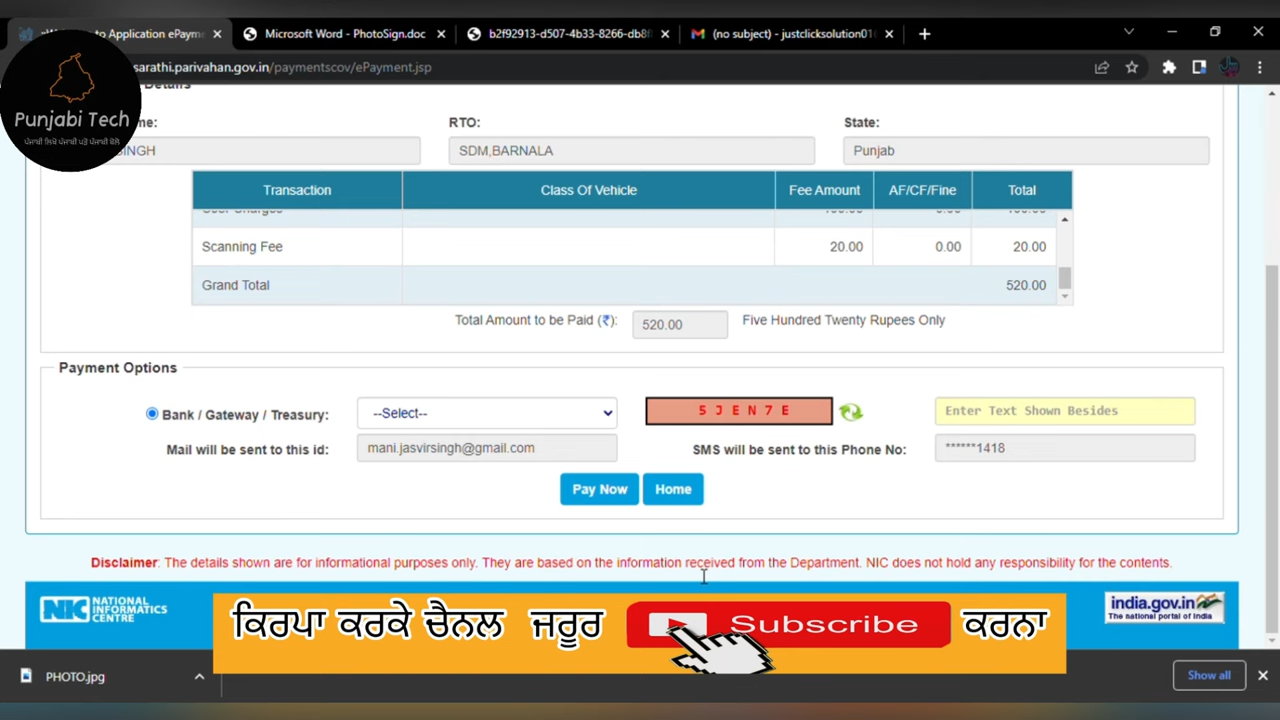 to Application ePayme
Microsoft Word - PhotoSign.doc
b2f92913-d507-4b33-8266-db8f
(no subject) - justclicksolution01
sarathi.parivahan.gov.in/paymentscov/ePayment.jsp
Punjabi Tech
ਪੰਜਾਬੀ ਲਿਖੋ ਪੰਜਾਬੀ ਪੜੋ ਪੰਜਾਬੀ ਬੋਲੋ
Details
me: RTO: State:
SINGH SDM,BARNALA Punjab
Transaction Class Of Vehicle Fee Amount AF/CF/Fine Total
Scanning Fee 20.00 0.00 20.00
Grand Total 520.00
Total Amount to be Paid (₹): 520.00 Five Hundred Twenty Rupees Only
Payment Options
Bank / Gateway / Treasury: --Select-- 5 J E N 7 E Enter Text Shown Besides
Mail will be sent to this id: mani.jasvirsingh@gmail.com SMS will be sent to this Phone No: ******1418
Pay Now Home
Disclaimer: The details shown are for informational purposes only. They are based on the information received from the Department. NIC does not hold any responsibility for the contents.
NIC NATIONAL INFORMATICS CENTRE
india.gov.in
The national portal of India
ਕਿਰਪਾ ਕਰਕੇ ਚੈਨਲ ਜਰੂਰ Subscribe ਕਰਨਾ
PHOTO.jpg
Show all